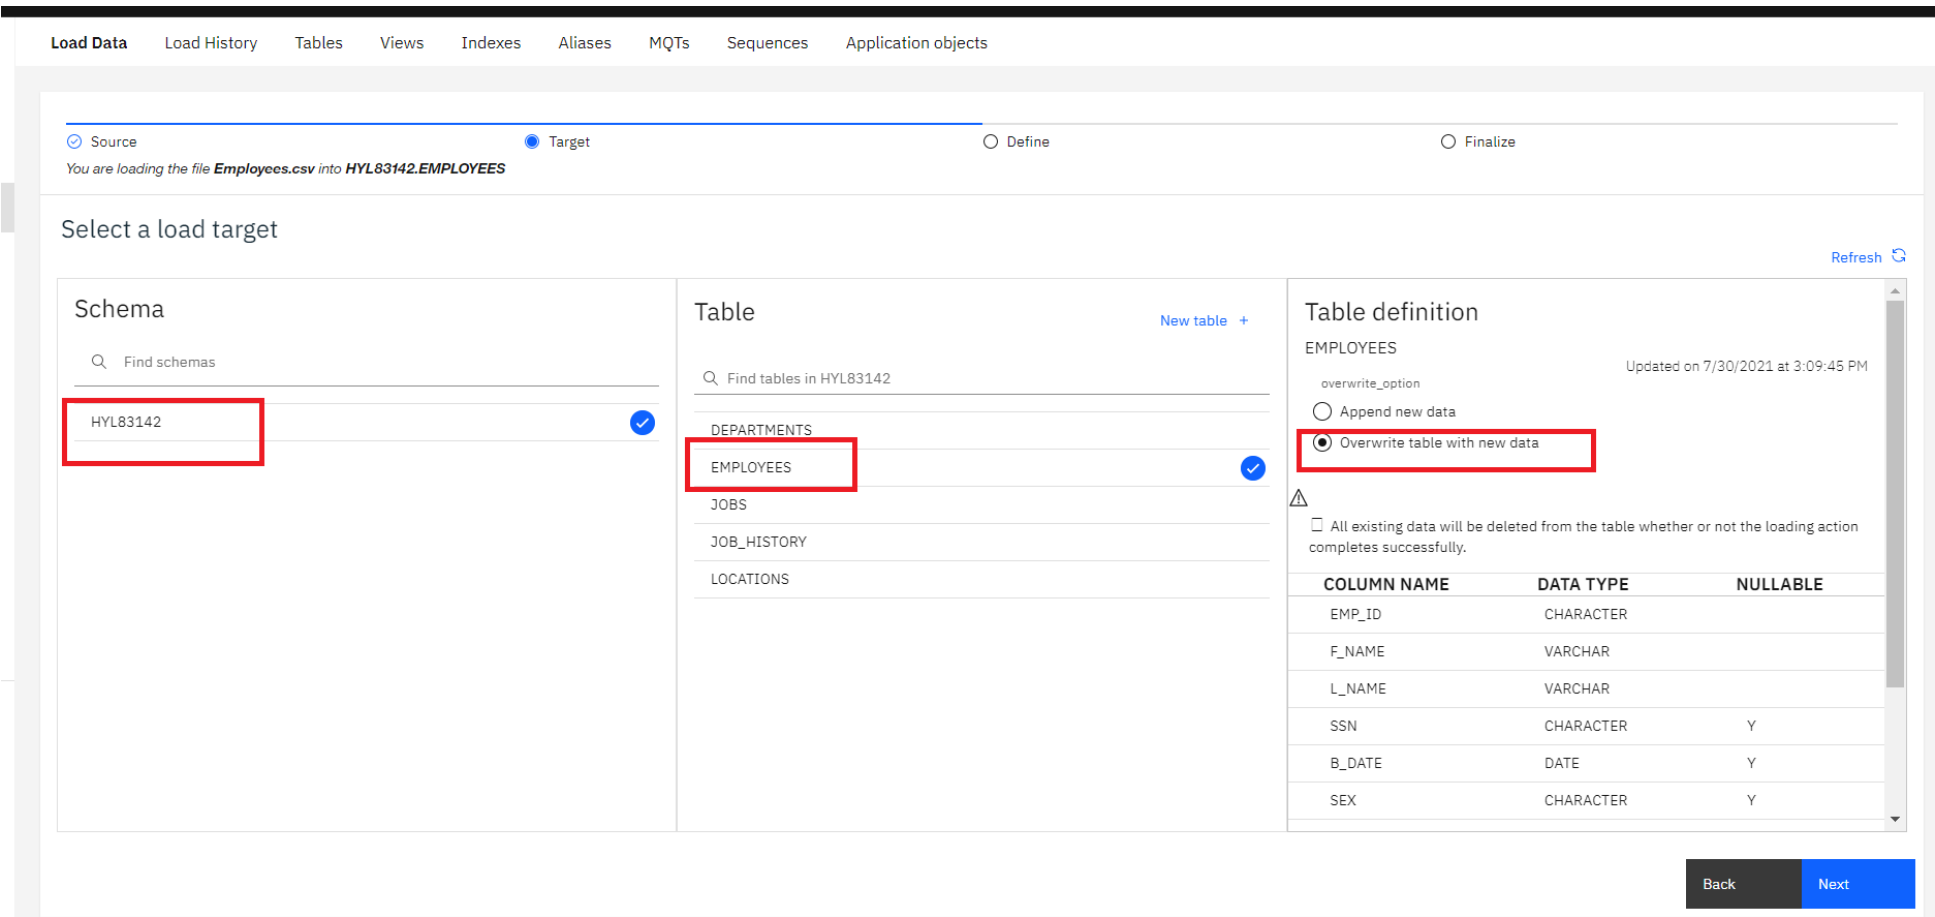 Load Data Load History Tables Views Indexes Aliases MQTs Sequences Application objects
Source Target Define Finalize
You are loading the file Employees.csv into HYL83142.EMPLOYEES
Select a load target
Refresh
Schema
Find schemas
HYL83142
Table
New table +
Find tables in HYL83142
DEPARTMENTS
EMPLOYEES
JOBS
JOB_HISTORY
LOCATIONS
Table definition
EMPLOYEES
Updated on 7/30/2021 at 3:09:45 PM
overwrite_option
Append new data
Overwrite table with new data
All existing data will be deleted from the table whether or not the loading action
completes successfully.
COLUMN NAME DATA TYPE NULLABLE
EMP_ID CHARACTER
F_NAME VARCHAR
L_NAME VARCHAR
SSN CHARACTER Y
B_DATE DATE Y
SEX CHARACTER Y
Back Next